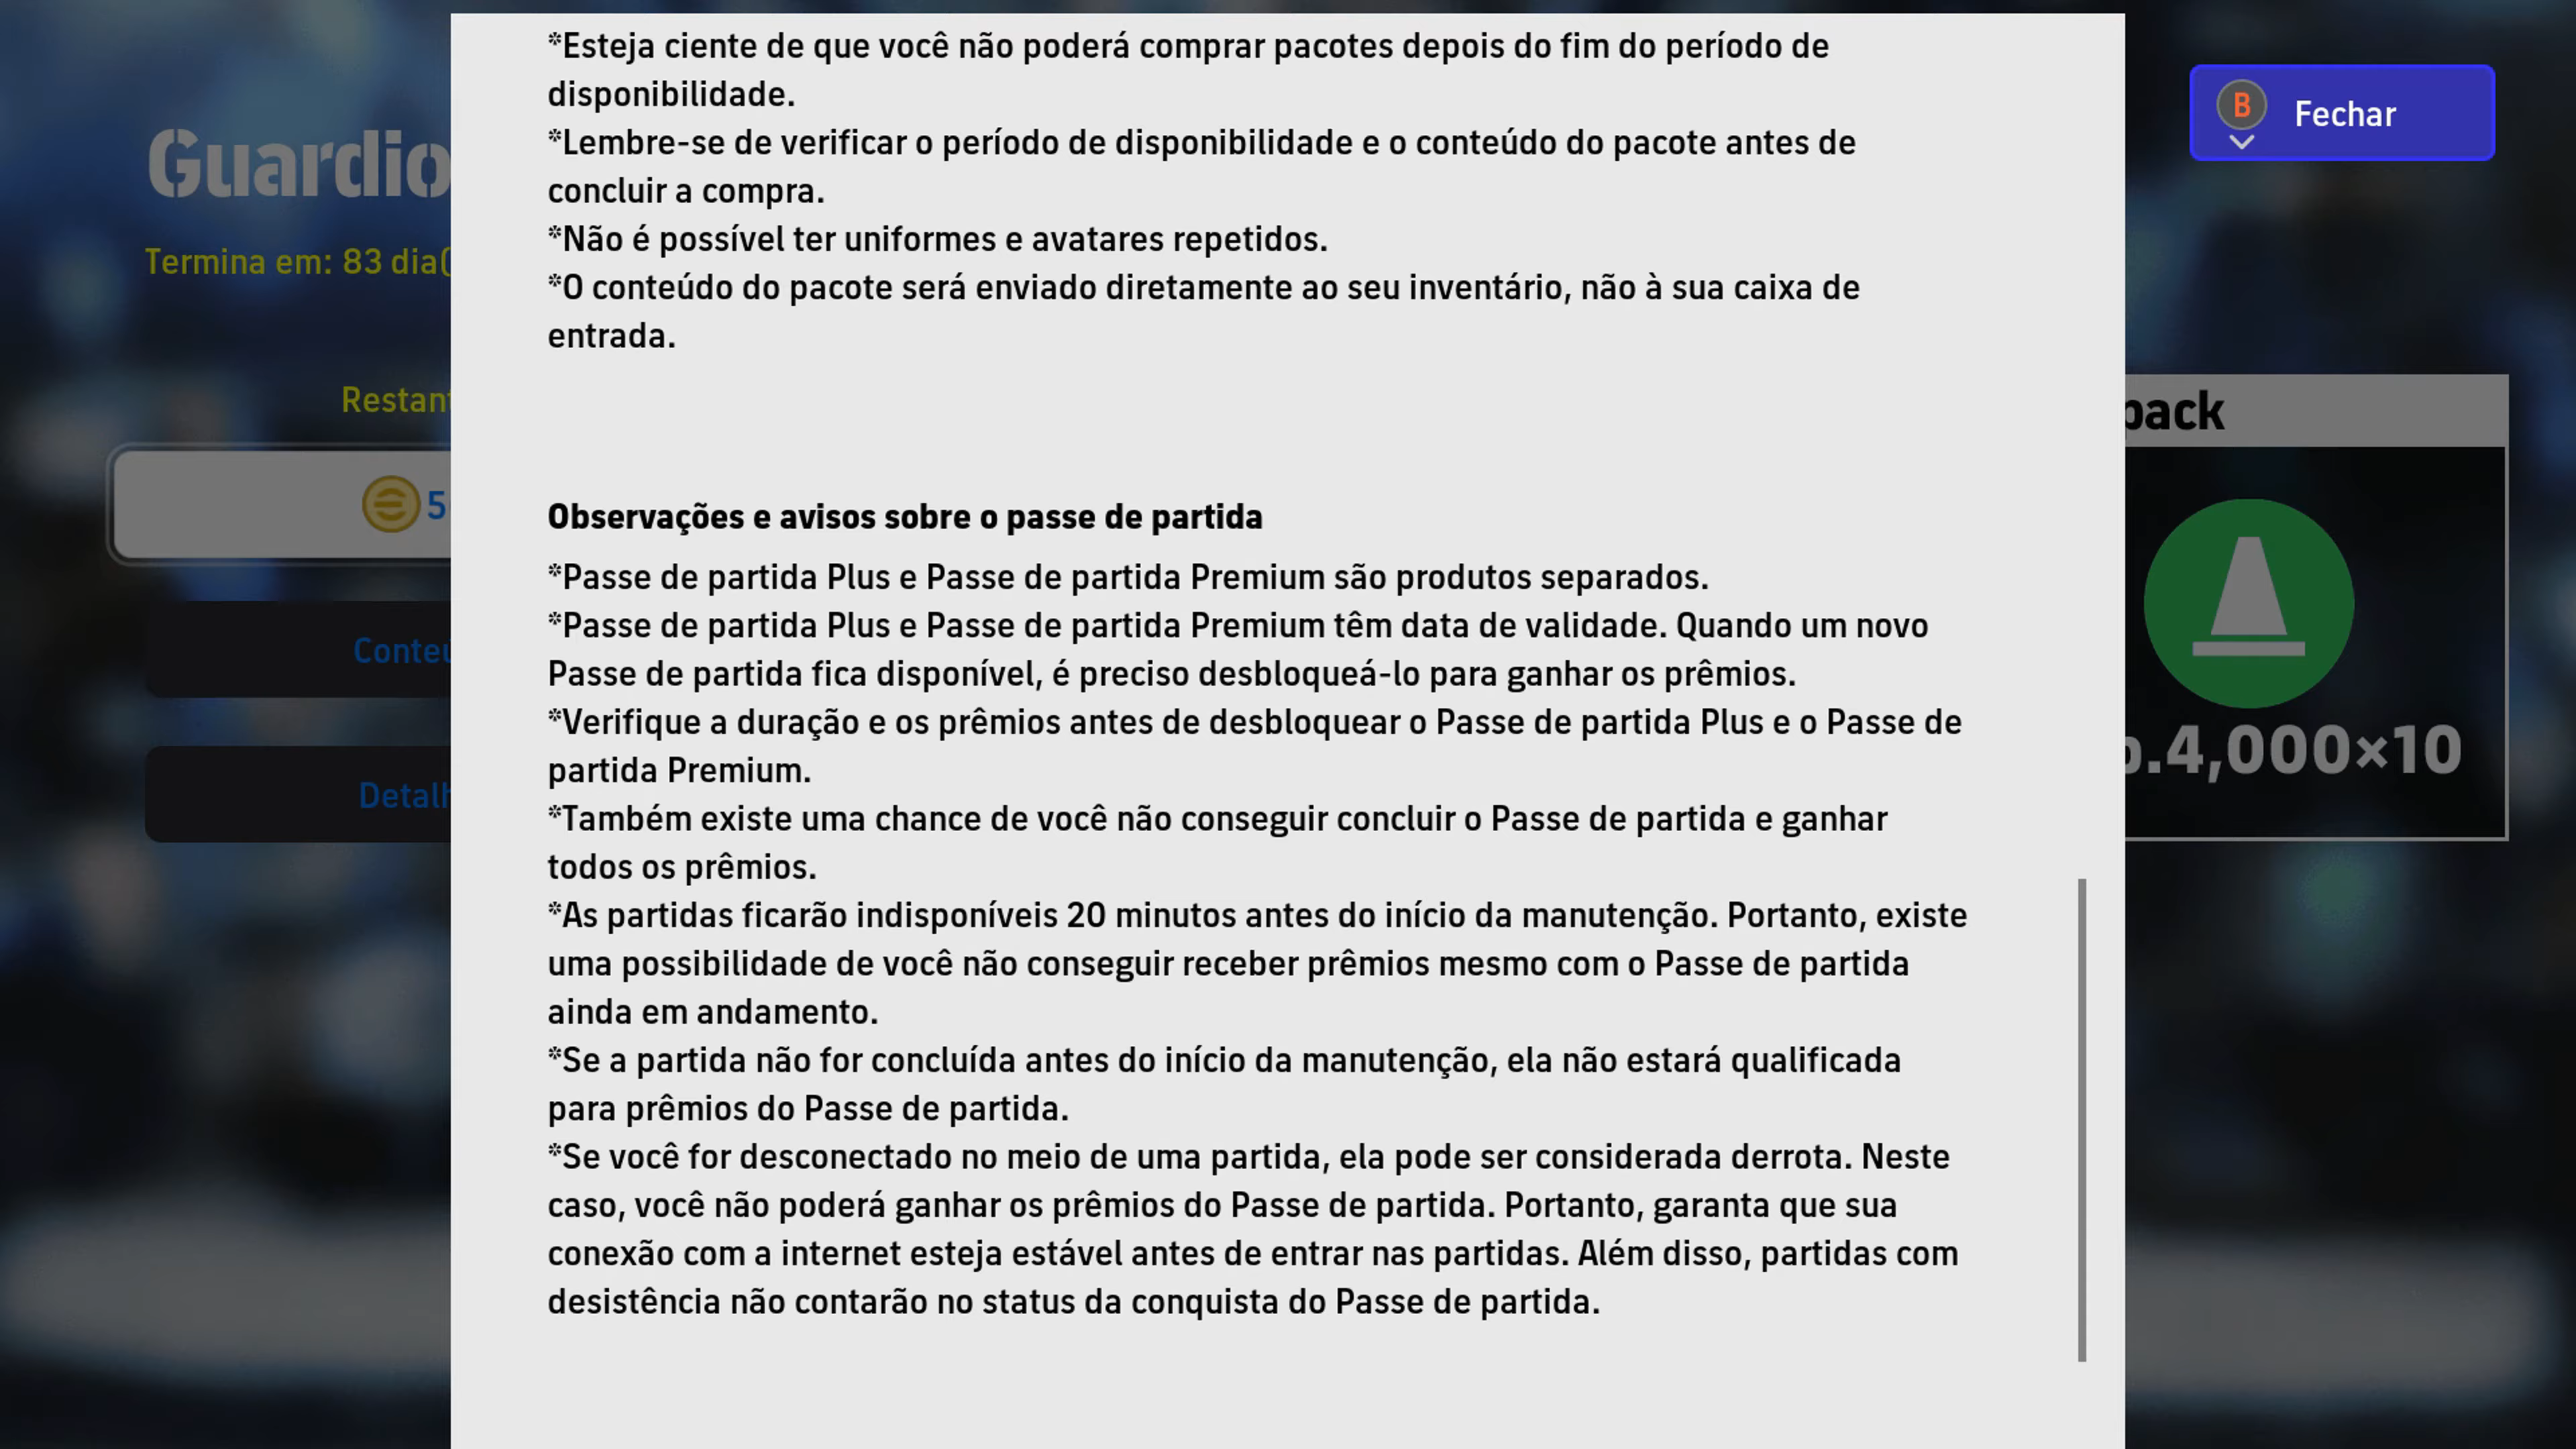 *Esteja ciente de que você não poderá comprar pacotes depois do fim do período de
disponibilidade.
*Lembre-se de verificar o período de disponibilidade e o conteúdo do pacote antes de
concluir a compra.
*Não é possível ter uniformes e avatares repetidos.
*O conteúdo do pacote será enviado diretamente ao seu inventário, não à sua caixa de
entrada.
Observações e avisos sobre o passe de partida
*Passe de partida Plus e Passe de partida Premium são produtos separados.
*Passe de partida Plus e Passe de partida Premium têm data de validade. Quando um novo
Passe de partida fica disponível, é preciso desbloqueá-lo para ganhar os prêmios.
*Verifique a duração e os prêmios antes de desbloquear o Passe de partida Plus e o Passe de
partida Premium.
*Também existe uma chance de você não conseguir concluir o Passe de partida e ganhar
todos os prêmios.
*As partidas ficarão indisponíveis 20 minutos antes do início da manutenção. Portanto, existe
uma possibilidade de você não conseguir receber prêmios mesmo com o Passe de partida
ainda em andamento.
*Se a partida não for concluída antes do início da manutenção, ela não estará qualificada
para prêmios do Passe de partida.
*Se você for desconectado no meio de uma partida, ela pode ser considerada derrota. Neste
caso, você não poderá ganhar os prêmios do Passe de partida. Portanto, garanta que sua
conexão com a internet esteja estável antes de entrar nas partidas. Além disso, partidas com
desistência não contarão no status da conquista do Passe de partida.
B Fechar
Guardio
Termina em: 83 dia(
Restant
5
Conteú
Detalh
pack
p.4,000×10